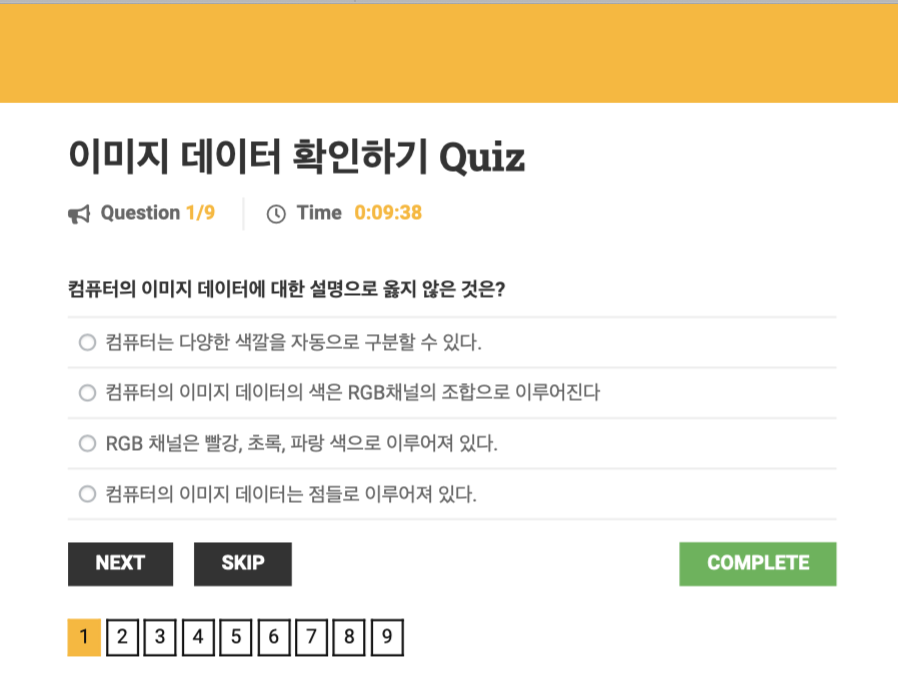 이미지 데이터 확인하기 Quiz
Question 1/9 Time 0:09:38
컴퓨터의 이미지 데이터에 대한 설명으로 옳지 않은 것은?
컴퓨터는 다양한 색깔을 자동으로 구분할 수 있다.
컴퓨터의 이미지 데이터의 색은 RGB채널의 조합으로 이루어진다
RGB 채널은 빨강, 초록, 파랑 색으로 이루어져 있다.
컴퓨터의 이미지 데이터는 점들로 이루어져 있다.
NEXT SKIP COMPLETE
1 2 3 4 5 6 7 8 9